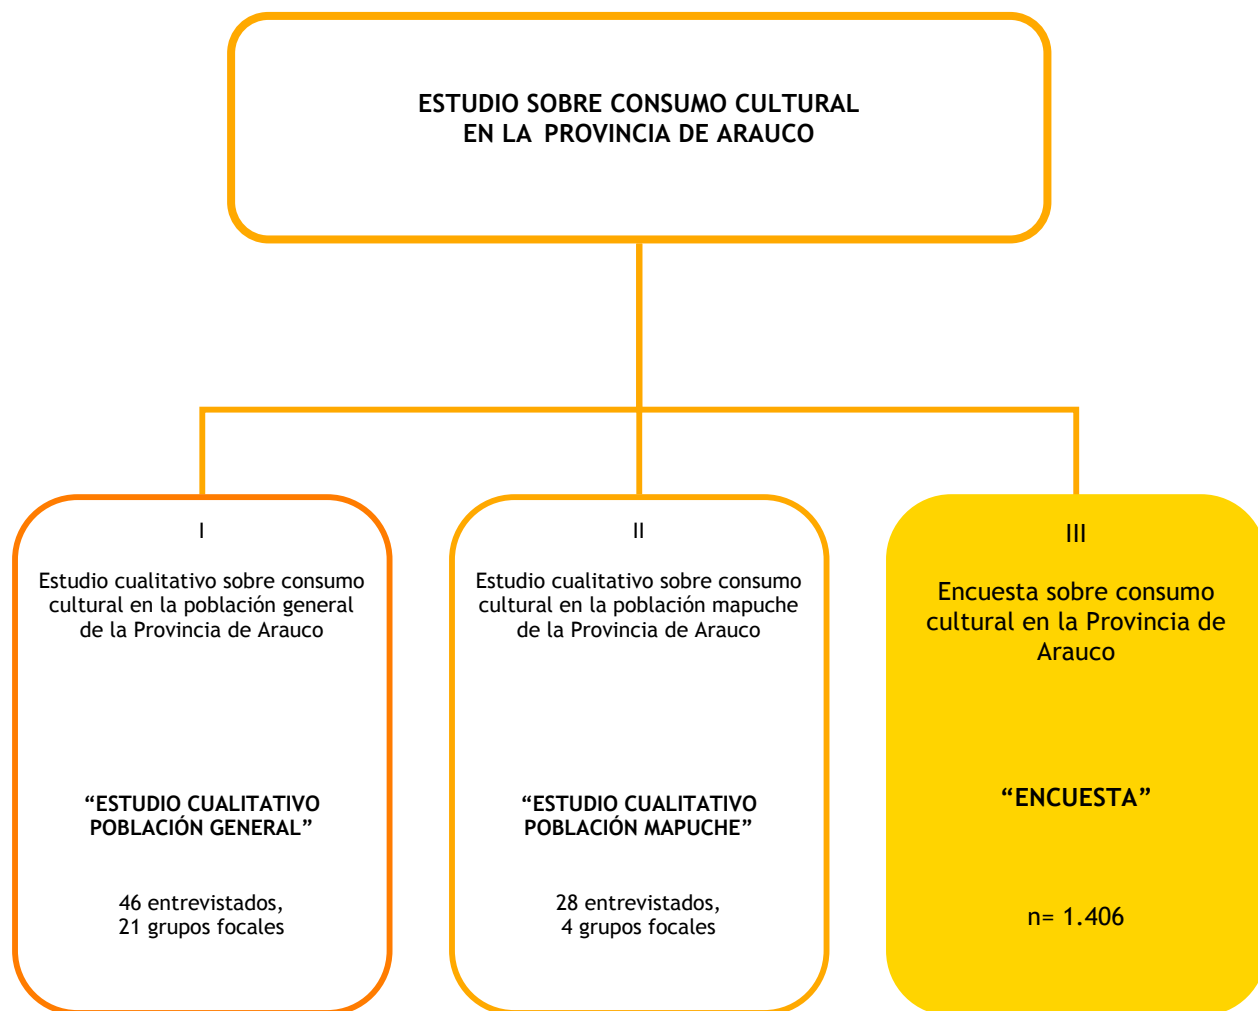 ESTUDIO SOBRE CONSUMO CULTURAL
EN LA PROVINCIA DE ARAUCO
I
Estudio cualitativo sobre consumo
cultural en la población general
de la Provincia de Arauco
“ESTUDIO CUALITATIVO
POBLACIÓN GENERAL”
46 entrevistados,
21 grupos focales
II
Estudio cualitativo sobre consumo
cultural en la población mapuche
de la Provincia de Arauco
“ESTUDIO CUALITATIVO
POBLACIÓN MAPUCHE”
28 entrevistados,
4 grupos focales
III
Encuesta sobre consumo
cultural en la Provincia de
Arauco
“ENCUESTA”
n= 1.406